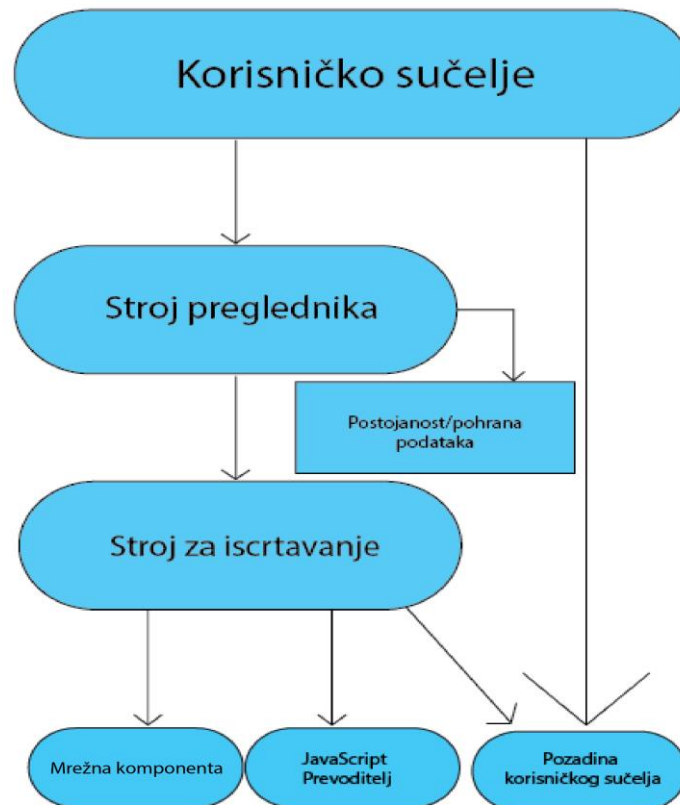 Korisničko sučelje
Stroj preglednika
Postojanost/pohrana
podataka
Stroj za iscrtavanje
Mrežna komponenta
JavaScript
Prevoditelj
Pozadina
korisničkog sučelja